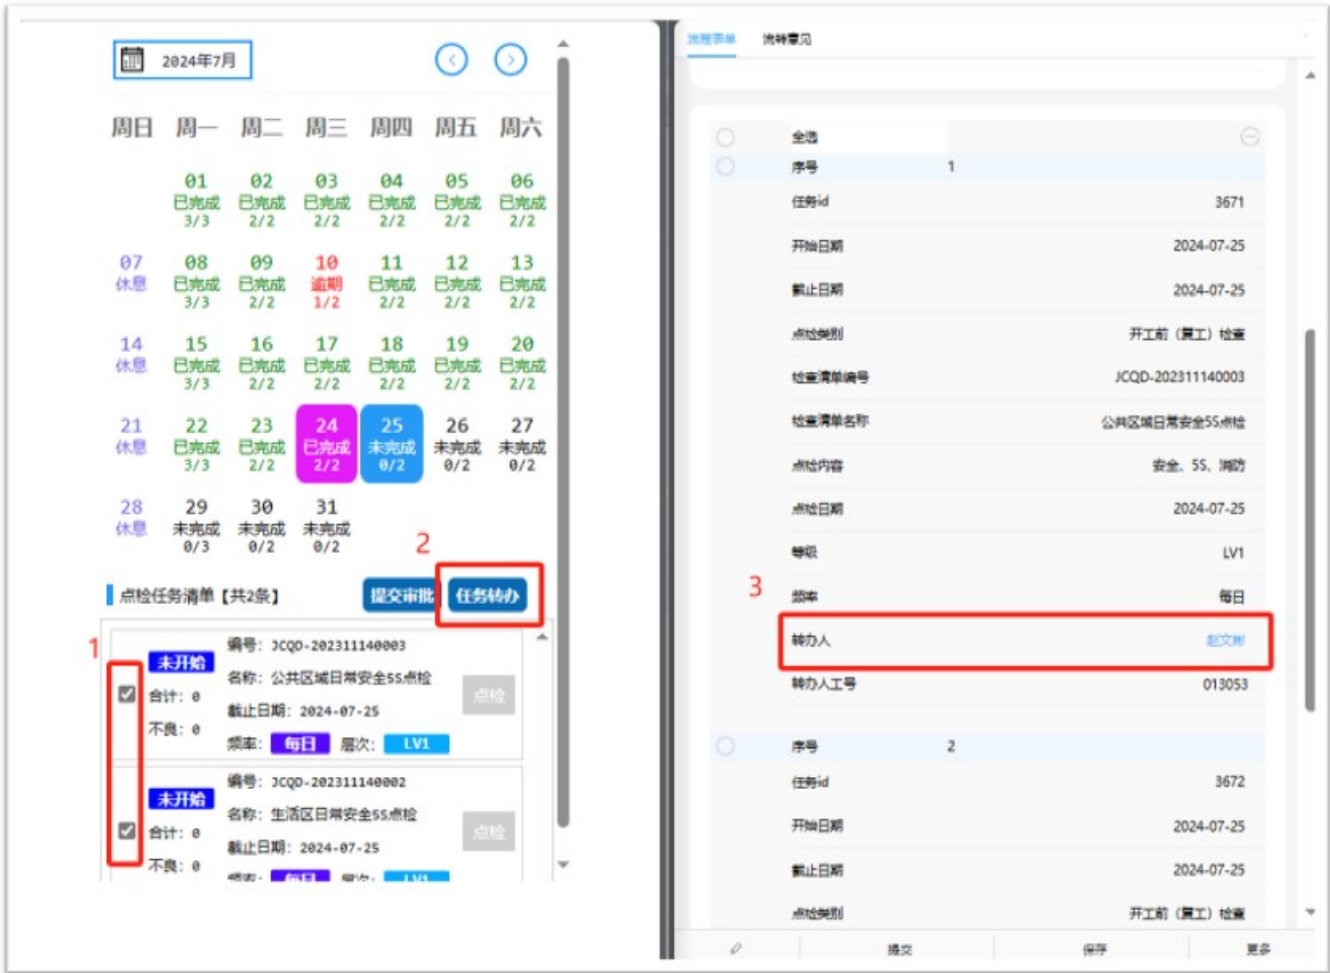 2024年7月
周日 周一 周二 周三 周四 周五 周六
01 02 03 04 05 06
已完成 已完成 已完成 已完成 已完成 已完成
3/3 2/2 2/2 2/2 2/2 2/2
07 08 09 10 11 12 13
休息 已完成 已完成 逾期 已完成 已完成 已完成
3/3 2/2 1/2 2/2 2/2 2/2
14 15 16 17 18 19 20
休息 已完成 已完成 已完成 已完成 已完成 已完成
3/3 2/2 2/2 2/2 2/2 2/2
21 22 23 24 25 26 27
休息 已完成 已完成 已完成 未完成 未完成 未完成
3/3 2/2 2/2 0/2 0/2 0/2
28 29 30 31
休息 未完成 未完成 未完成
0/3 0/2 0/2
2
点检任务清单【共2条】 提交审批 任务转办
1
编号: JCQD-202311140003
未开始
名称: 公共区域日常安全5S点检
合计: 0
点检
截止日期: 2024-07-25
不良: 0
频率: 每日 层次: LV1
编号: JCQD-202311140002
未开始
名称: 生活区日常安全5S点检
合计: 0
点检
截止日期: 2024-07-25
不良: 0
频率: 每日 层次: LV1
流程表单 流转意见
全选
序号 1
任务id 3671
开始日期 2024-07-25
截止日期 2024-07-25
点检类别 开工前（复工）检查
检查清单编号 JCQD-202311140003
检查清单名称 公共区域日常安全5S点检
点检内容 安全、5S、消防
点检日期 2024-07-25
等级 LV1
3
频率 每日
转办人 赵文彬
转办人工号 013053
序号 2
任务id 3672
开始日期 2024-07-25
截止日期 2024-07-25
点检类别 开工前（复工）检查
提交 保存 更多